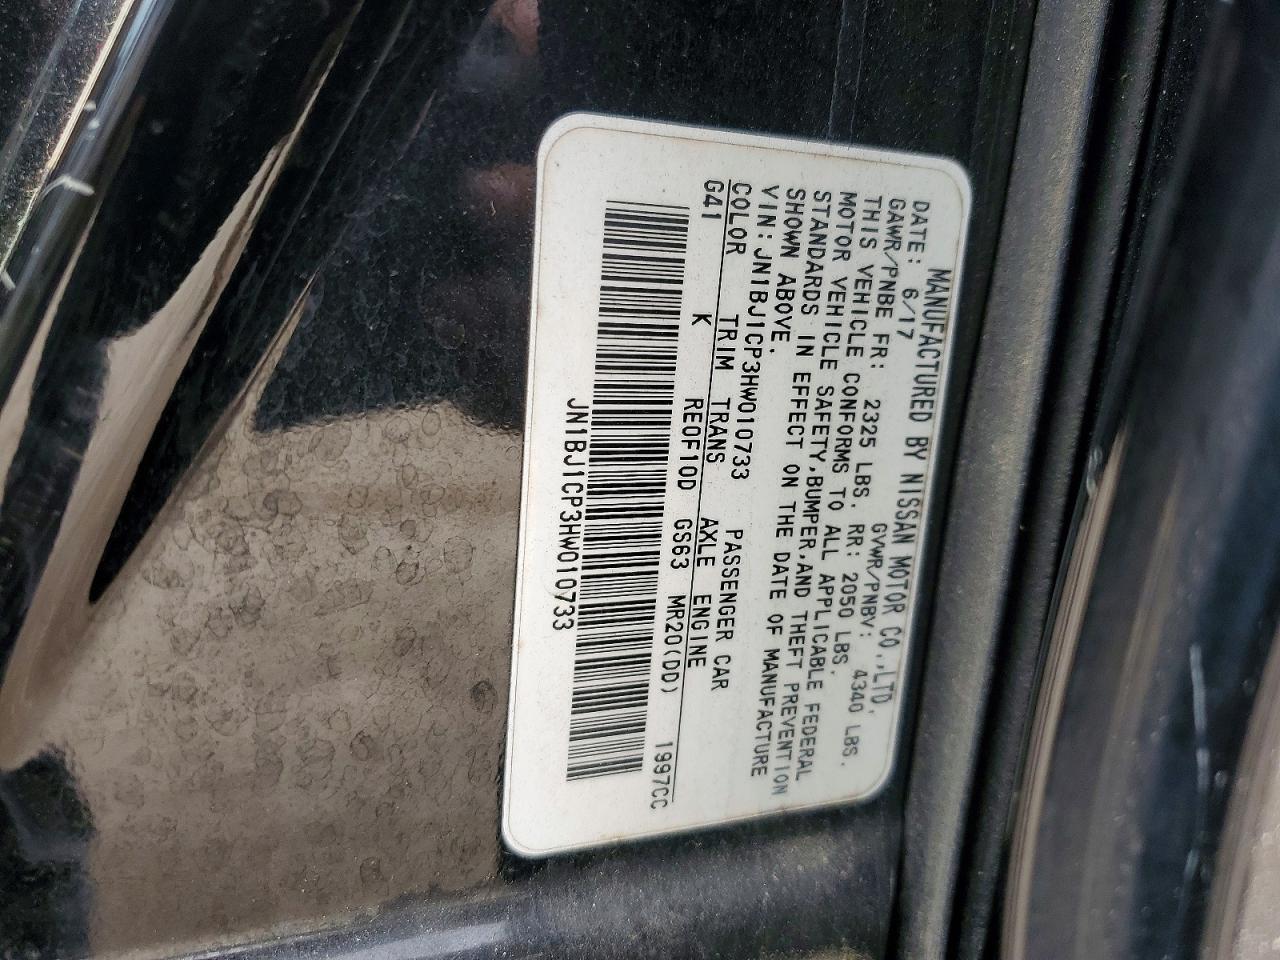 MANUFACTURED BY NISSAN MOTOR CO.,LTD.
DATE: 6/17 GVWR/PNBV: 4340 LBS.
GAWR/PNBE FR: 2325 LBS. RR: 2050 LBS.
THIS VEHICLE CONFORMS TO ALL APPLICABLE FEDERAL
MOTOR VEHICLE SAFETY,BUMPER,AND THEFT PREVENTION
STANDARDS IN EFFECT ON THE DATE OF MANUFACTURE
SHOWN ABOVE.
VIN:JN1BJ1CP3HW010733 PASSENGER CAR
COLOR TRIM TRANS AXLE ENGINE
G41 K RE0F10D GS63 MR20(DD) 1997CC
JN1BJ1CP3HW010733